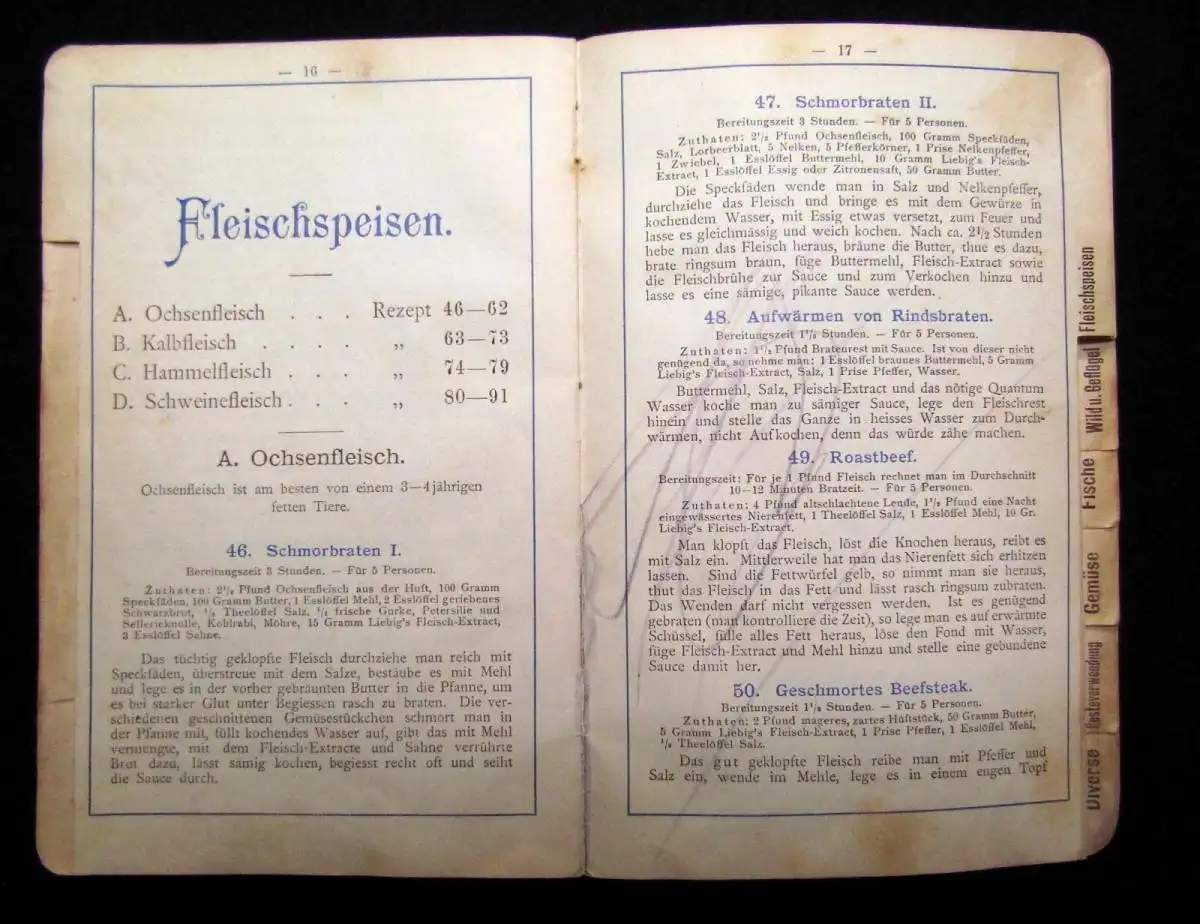 — 16 —
Fleischspeisen.
A. Ochsenfleisch . . . Rezept 46—62
B. Kalbfleisch . . . . „ 63—73
C. Hammelfleisch . . . „ 74—79
D. Schweinefleisch . . . „ 80—91
A. Ochsenfleisch.
Ochsenfleisch ist am besten von einem 3—4jährigen
fetten Tiere.
46. Schmorbraten I.
Bereitungszeit 3 Stunden. — Für 5 Personen.
Zuthaten: 2½ Pfund Ochsenfleisch aus der Huft, 100 Gramm
Speckfäden, 100 Gramm Butter, 1 Esslöffel Mehl, 2 Esslöffel geriebenes
Schwarzbrot, ½ Theelöffel Salz, ½ frische Gurke, Petersilie und
Sellerieknolle, Kohlrabi, Möhre, 15 Gramm Liebig's Fleisch-Extract,
3 Esslöffel Sahne.
Das tüchtig geklopfte Fleisch durchziehe man reich mit
Speckfäden, überstreue mit dem Salze, bestäube es mit Mehl
und lege es in der vorher gebräunten Butter in die Pfanne, um
es bei starker Glut unter Begiessen rasch zu braten. Die ver-
schiedenen geschnittenen Gemüsestückchen schmort man in
der Pfanne mit, füllt kochendes Wasser auf, gibt das mit Mehl
vermengte, mit dem Fleisch-Extracte und Sahne verrührte
Brot dazu, lässt sämig kochen, begiesst recht oft und seiht
die Sauce durch.
— 17 —
47. Schmorbraten II.
Bereitungszeit 3 Stunden. — Für 5 Personen.
Zuthaten: 2½ Pfund Ochsenfleisch, 100 Gramm Speckfäden,
Salz, Lorbeerblatt, 5 Nelken, 5 Pfefferkörner, 1 Prise Nelkenpfeffer,
1 Zwiebel, 1 Esslöffel Buttermehl, 10 Gramm Liebig's Fleisch-
Extract, 1 Esslöffel Essig oder Zitronensaft, 50 Gramm Butter.
Die Speckfäden wende man in Salz und Nelkenpfeffer,
durchziehe das Fleisch und bringe es mit dem Gewürze in
kochendem Wasser, mit Essig etwas versetzt, zum Feuer und
lasse es gleichmässig und weich kochen. Nach ca. 2½ Stunden
hebe man das Fleisch heraus, bräune die Butter, thue es dazu,
brate ringsum braun, füge Buttermehl, Fleisch-Extract sowie
die Fleischbrühe zur Sauce und zum Verkochen hinzu und
lasse es eine sämige, pikante Sauce werden.
48. Aufwärmen von Rindsbraten.
Bereitungszeit 1½ Stunden. — Für 5 Personen.
Zuthaten: 1½ Pfund Bratenrest mit Sauce. Ist von dieser nicht
genügend da, so nehme man: 1 Esslöffel braunes Buttermehl, 5 Gramm
Liebig's Fleisch-Extract, Salz, 1 Prise Pfeffer, Wasser.
Buttermehl, Salz, Fleisch-Extract und das nötige Quantum
Wasser koche man zu sämiger Sauce, lege den Fleischrest
hinein und stelle das Ganze in heisses Wasser zum Durch-
wärmen, nicht Aufkochen, denn das würde zähe machen.
49. Roastbeef.
Bereitungszeit: Für je 1 Pfund Fleisch rechnet man im Durchschnitt
10—12 Minuten Bratzeit. — Für 5 Personen.
Zuthaten: 4 Pfund altschlachtene Lende, 1½ Pfund eine Nacht
eingewässertes Nierenfett, 1 Theelöffel Salz, 1 Esslöffel Mehl, 10 Gr.
Liebig's Fleisch-Extract.
Man klopft das Fleisch, löst die Knochen heraus, reibt es
mit Salz ein. Mittlerweile hat man das Nierenfett sich erhitzen
lassen. Sind die Fettwürfel gelb, so nimmt man sie heraus,
thut das Fleisch in das Fett und lässt rasch ringsum zubraten.
Das Wenden darf nicht vergessen werden. Ist es genügend
gebraten (man kontrolliere die Zeit), so lege man es auf erwärmte
Schüssel, fülle alles Fett heraus, löse den Fond mit Wasser,
füge Fleisch-Extract und Mehl hinzu und stelle eine gebundene
Sauce damit her.
50. Geschmortes Beefsteak.
Bereitungszeit 1½ Stunden. — Für 5 Personen.
Zuthaten: 2 Pfund mageres, zartes Hüftstück, 50 Gramm Butter,
5 Gramm Liebig's Fleisch-Extract, 1 Prise Pfeffer, 1 Esslöffel Mehl,
½ Theelöffel Salz.
Das gut geklopfte Fleisch reibe man mit Pfeffer und
Salz ein, wende im Mehle, lege es in einem engen Topf
Fleischspeisen
Wild u. Geflügel
Fische
Gemüse
Resteverwendung
Diverse